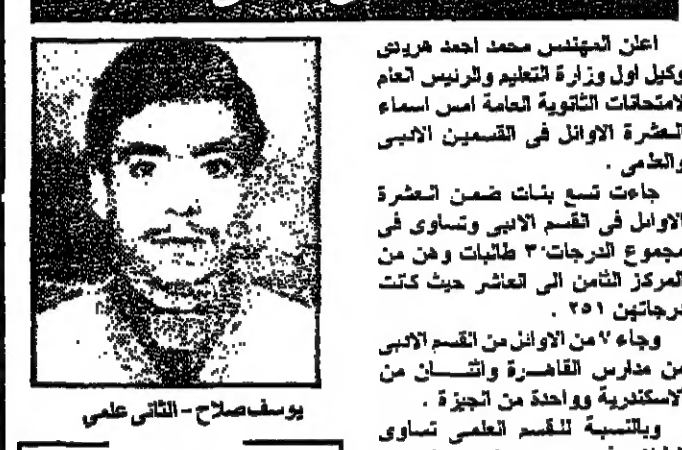 اعلن المهندس محمد احمد هريدى
وكيل اول وزارة التعليم والرئيس العام
لامتحانات الثانوية العامة امس اسماء
العشرة الاوائل فى القسمين الادبى
والعلمى .
جاءت تسع بنات ضمن العشرة
الاوائل فى القسم الادبى وتساوى فى
مجموع الدرجات ٣ طالبات وهن من
المركز الثامن الى العاشر حيث كانت
درجاتهن ٢٥١ .
وجاء ٧ من الاوائل من القسم الادبى
من مدارس القاهرة واثنتــان من
الاسكندرية وواحدة من الجيزة .
وبالنسبة للقسم العلمى تساوى
يوسف صلاح - الثانى علمى